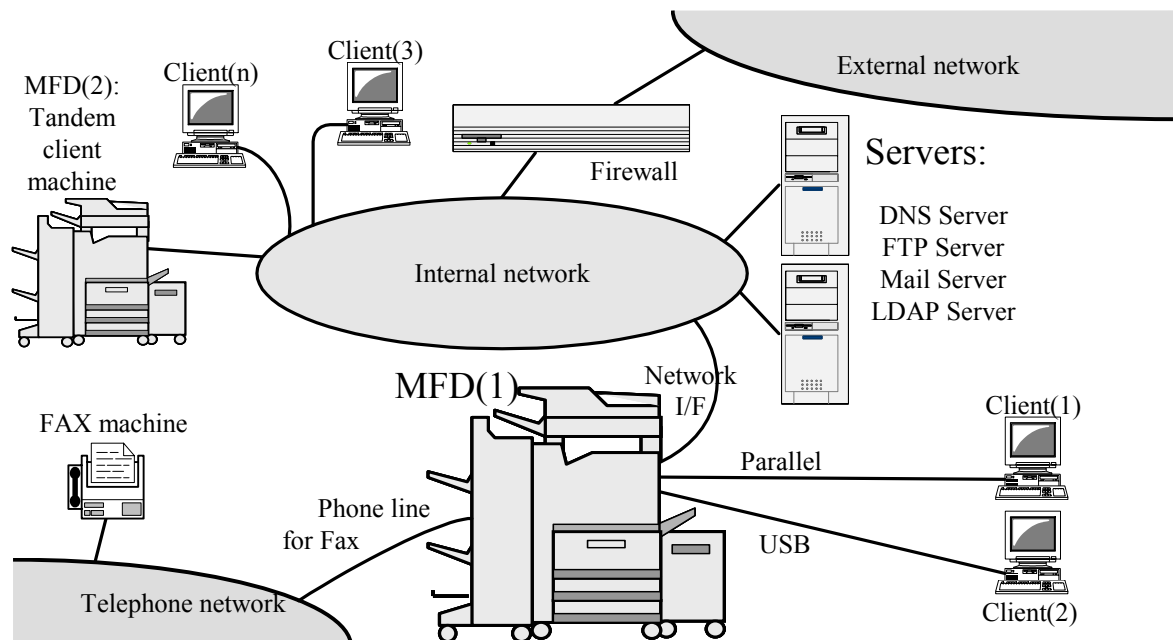 Client(3)
External network
Client(n)
MFD(2):
Tandem
client
machine
Firewall
Servers:
DNS Server
FTP Server
Mail Server
LDAP Server
Internal network
MFD(1)
Network
I/F
Client(1)
FAX machine
Parallel
Phone line
for Fax
USB
Telephone network
Client(2)